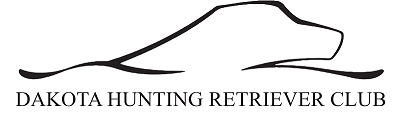 DAKOTA HUNTING RETRIEVER CLUB